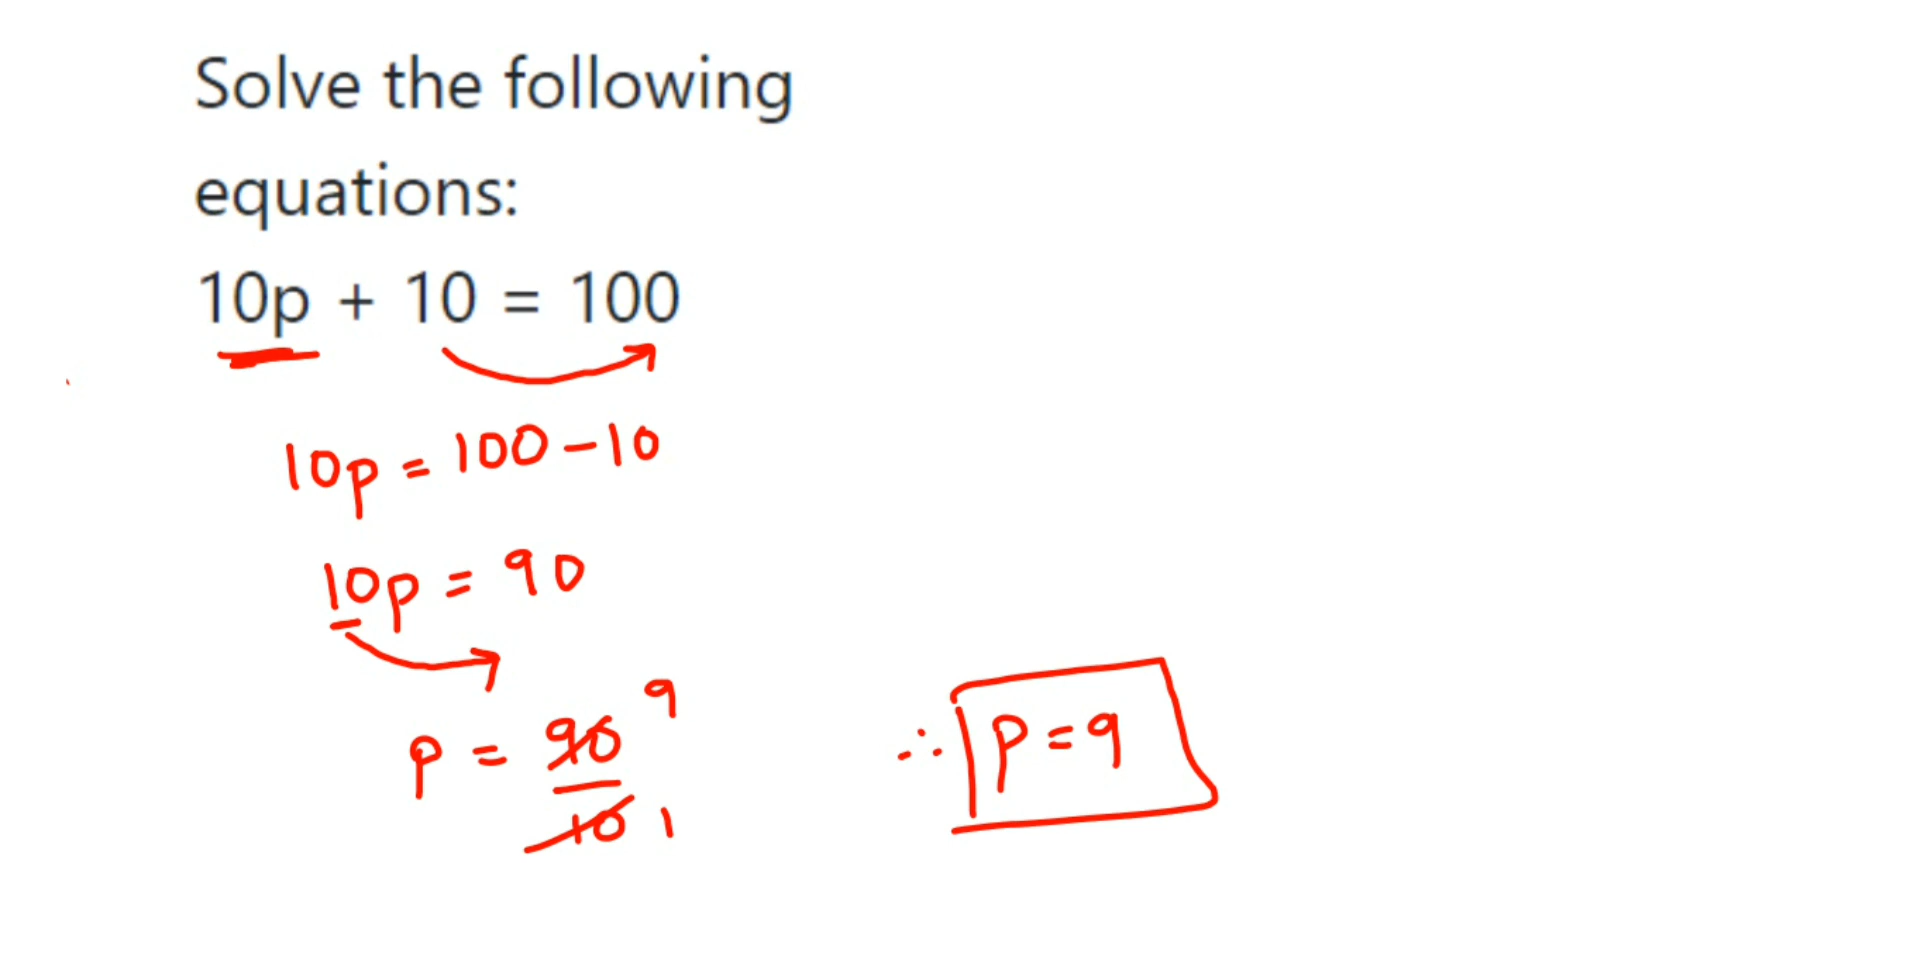 Solve the following
equations:
10p + 10 = 100
10p = 100 - 10
10p = 90
p = 90/10 9 1
∴ p = 9